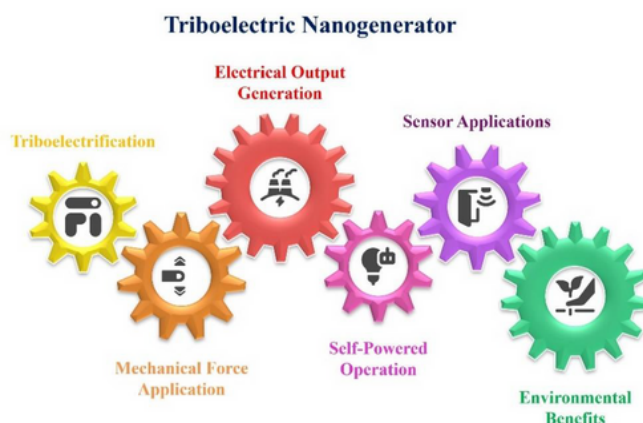 Triboelectric Nanogenerator
Electrical Output
Generation
Sensor Applications
Triboelectrification
Mechanical Force
Application
Self-Powered
Operation
Environmental
Benefits